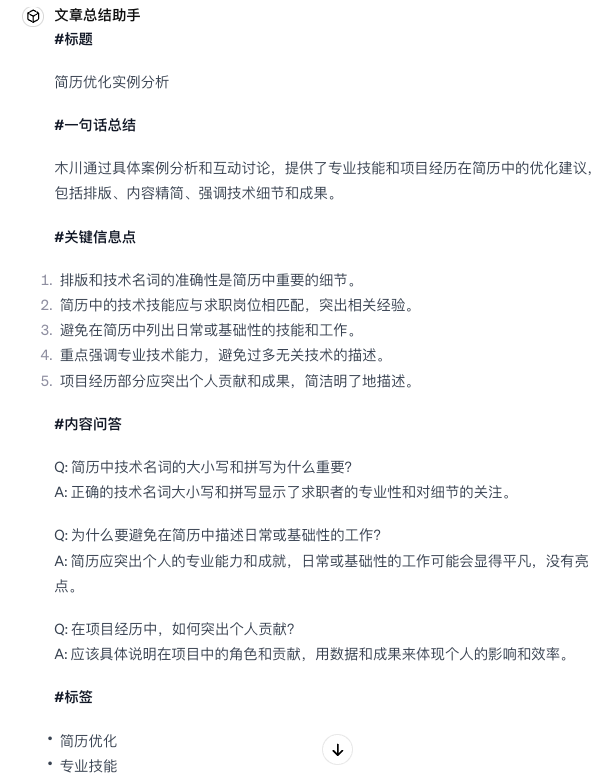 文章总结助手
#标题
简历优化实例分析
#一句话总结
木川通过具体案例分析和互动讨论，提供了专业技能和项目经历在简历中的优化建议，
包括排版、内容精简、强调技术细节和成果。
#关键信息点
1. 排版和技术名词的准确性是简历中重要的细节。
2. 简历中的技术技能应与求职岗位相匹配，突出相关经验。
3. 避免在简历中列出日常或基础性的技能和工作。
4. 重点强调专业技术能力，避免过多无关技术的描述。
5. 项目经历部分应突出个人贡献和成果，简洁明了地描述。
#内容问答
Q: 简历中技术名词的大小写和拼写为什么重要?
A: 正确的技术名词大小写和拼写显示了求职者的专业性和对细节的关注。
Q: 为什么要避免在简历中描述日常或基础性的工作?
A: 简历应突出个人的专业能力和成就，日常或基础性的工作可能会显得平凡，没有亮
点。
Q: 在项目经历中，如何突出个人贡献?
A: 应该具体说明在项目中的角色和贡献，用数据和成果来体现个人的影响和效率。
#标签
• 简历优化
• 专业技能